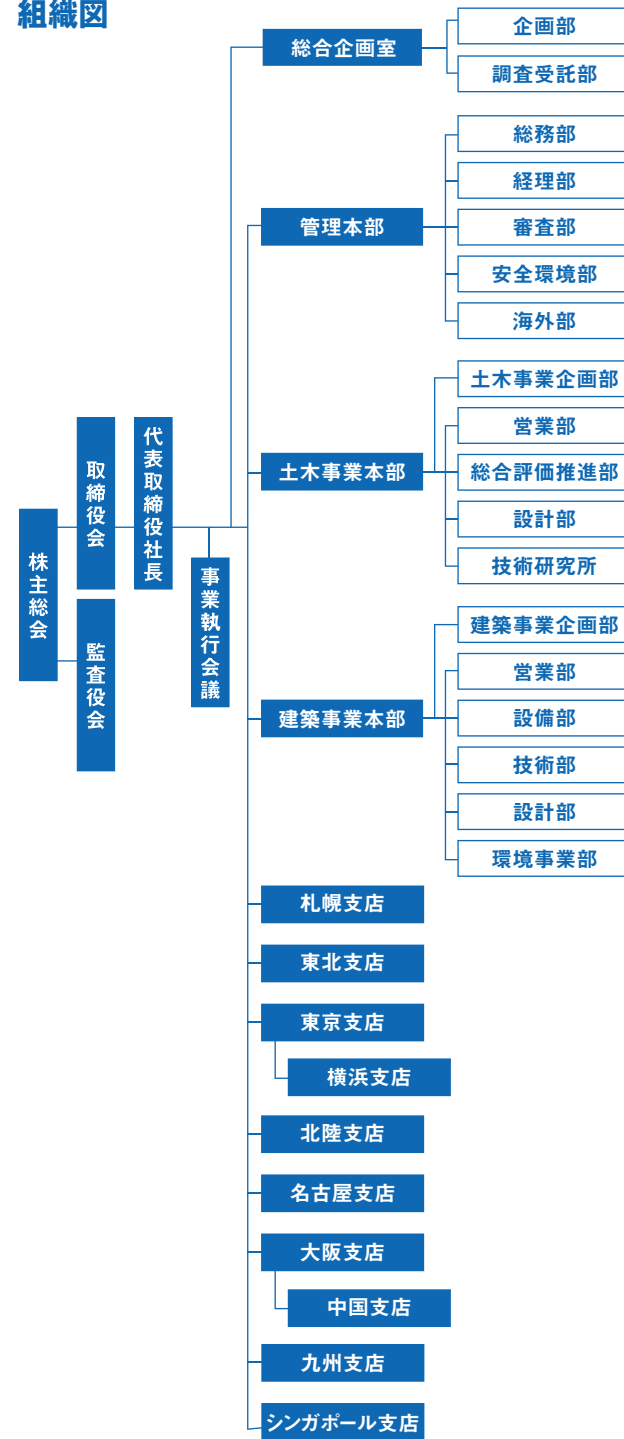 組織図
株主総会
取締役会
監査役会
代表取締役社長
事業執行会議
総合企画室
企画部
調査受託部
管理本部
総務部
経理部
審査部
安全環境部
海外部
土木事業本部
土木事業企画部
営業部
総合評価推進部
設計部
技術研究所
建築事業本部
建築事業企画部
営業部
設備部
技術部
設計部
環境事業部
札幌支店
東北支店
東京支店
横浜支店
北陸支店
名古屋支店
大阪支店
中国支店
九州支店
シンガポール支店